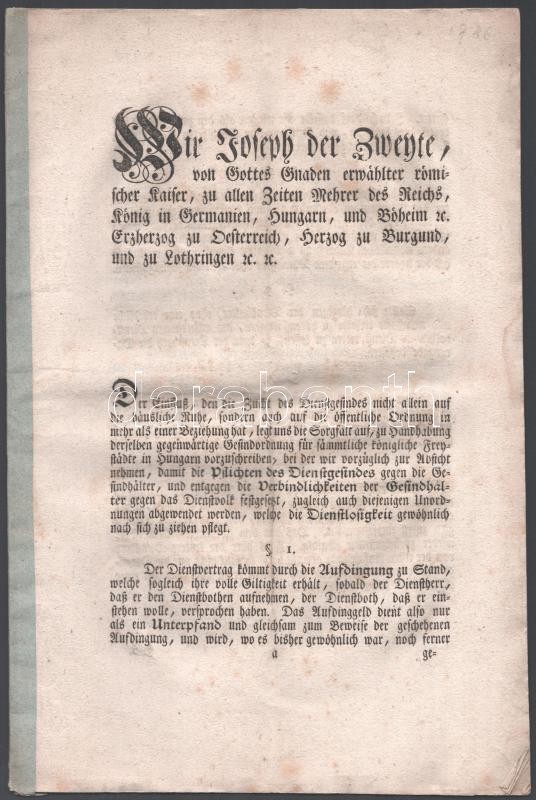 1786
Wir Joseph der Zweyte,
von Gottes Gnaden erwählter römi-
scher Kaiser, zu allen Zeiten Mehrer des Reichs,
König in Germanien, Hungarn, und Böheim ꝛc.
Erzherzog zu Oesterreich, Herzog zu Burgund,
und zu Lothringen ꝛc. ꝛc.
Der Einfluß, den die Zucht des Dienstgesindes nicht allein auf
die häusliche Ruhe, sondern auch auf die öffentliche Ordnung in
mehr als einer Beziehung hat, legt uns die Sorgfalt auf, zu Handhabung
derselben gegenwärtige Gesindordnung für sämmtliche königliche Frey-
städte in Hungarn vorzuschreiben, bei der wir vorzüglich zur Absicht
nehmen, damit die Pflichten des Dienstgesindes gegen die Ge-
sindhälter, und entgegen die Verbindlichkeiten der Gesindhäl-
ter gegen das Dienstvolk festgesezt, zugleich auch diejenigen Unord-
nungen abgewendet werden, welche die Dienstlosigkeit gewöhnlich
nach sich zu ziehen pflegt.
§ 1.
Der Dienstvertrag kömmt durch die Aufdingung zu Stand,
welche sogleich ihre volle Giltigkeit erhält, sobald der Dienstherr,
daß er den Dienstbothen aufnehmen, der Dienstboth, daß er ein-
stehen wolle, versprochen haben. Das Aufdinggeld dient also nur
als ein Unterpfand und gleichsam zum Beweise der geschehenen
Aufdingung, und wird, wo es bisher gewöhnlich war, noch ferner
a ge-
darabanth